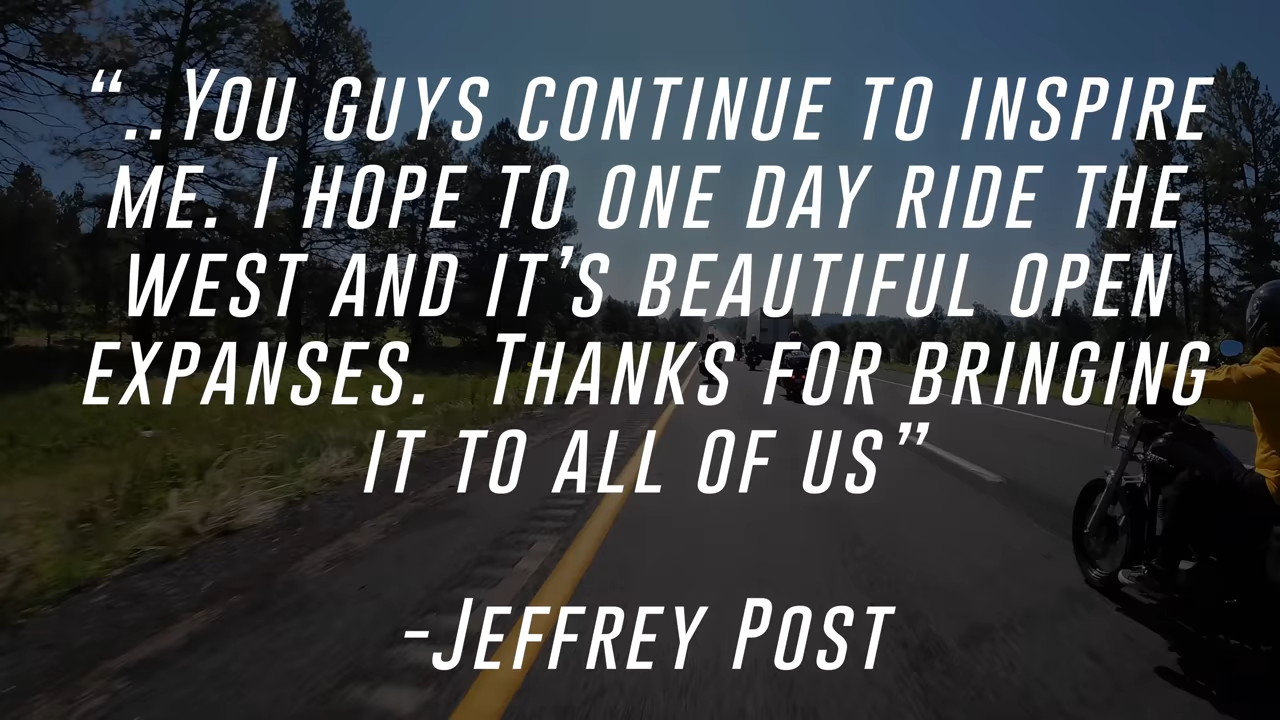 “..You guys continue to inspire
me. I hope to one day ride the
west and it’s beautiful open
expanses.  Thanks for bringing
it to all of us”
-Jeffrey Post